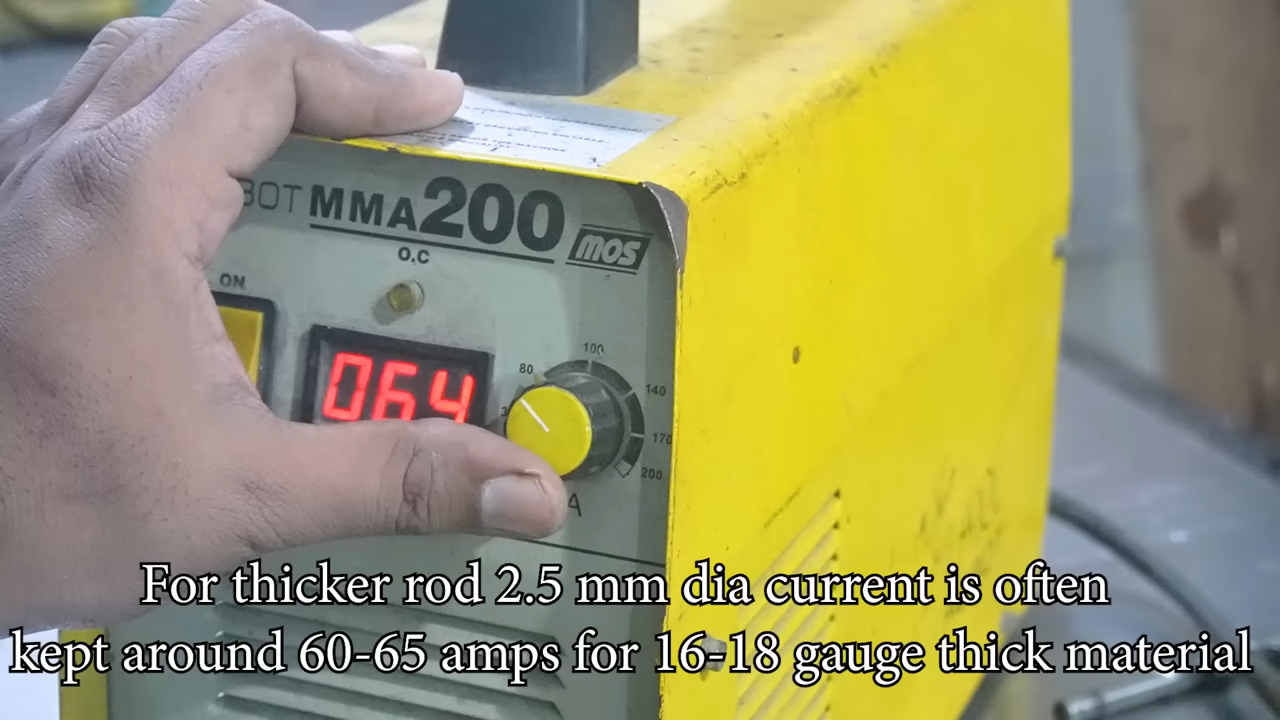 BOT MMA200
mos
O.C
ON
064
80
100
140
170
200
A
For thicker rod 2.5 mm dia current is often
kept around 60-65 amps for 16-18 gauge thick material